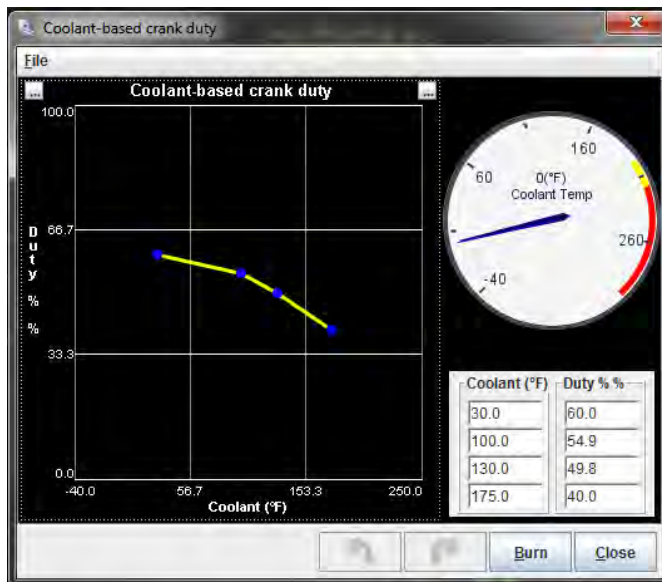 Coolant-based crank duty
File
...
Coolant-based crank duty
...
100.0
66.7
33.3
0.0
Duty % %
-40.0
56.7
153.3
250.0
Coolant (°F)
160
60
0(°F)
Coolant Temp
260
-40
Coolant (°F) Duty % %
30.0 60.0
100.0 54.9
130.0 49.8
175.0 40.0
Burn
Close